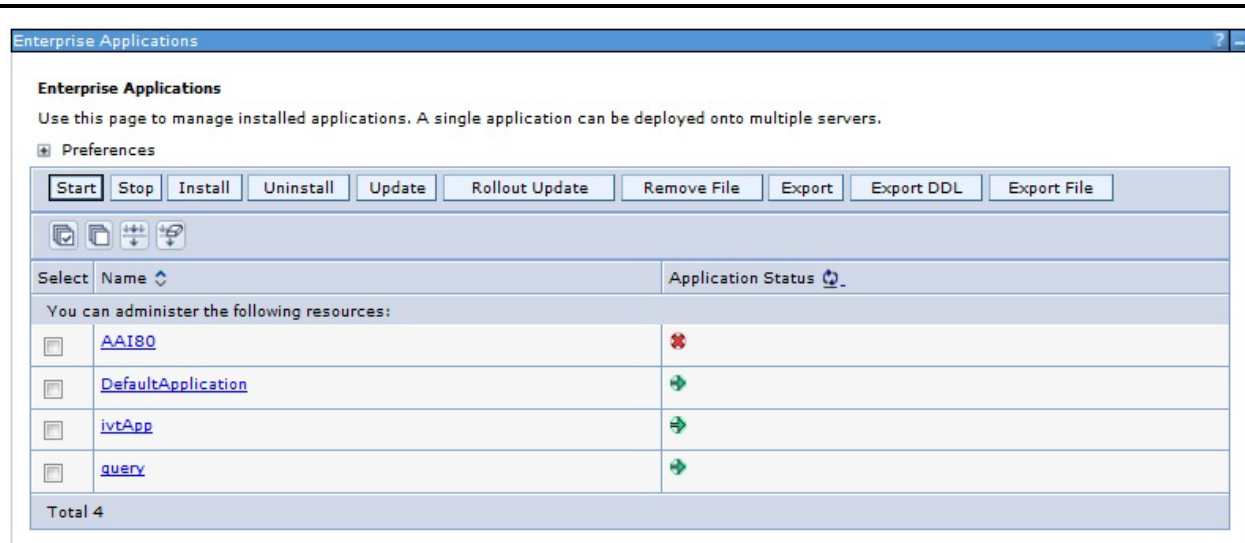 Enterprise Applications ? _
Enterprise Applications
Use this page to manage installed applications. A single application can be deployed onto multiple servers.
+ Preferences
Start Stop Install Uninstall Update Rollout Update Remove File Export Export DDL Export File
Select Name Application Status
You can administer the following resources:
AAI80
DefaultApplication
ivtApp
query
Total 4